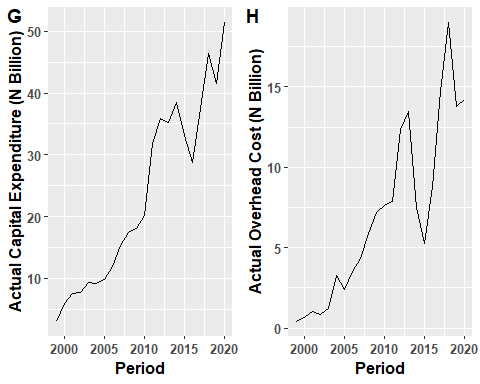 G
Actual Capital Expenditure (N Billion)
50
40
30
20
10
2000 2005 2010 2015 2020
Period
H
Actual Overhead Cost (N Billion)
15
10
5
0
2000 2005 2010 2015 2020
Period